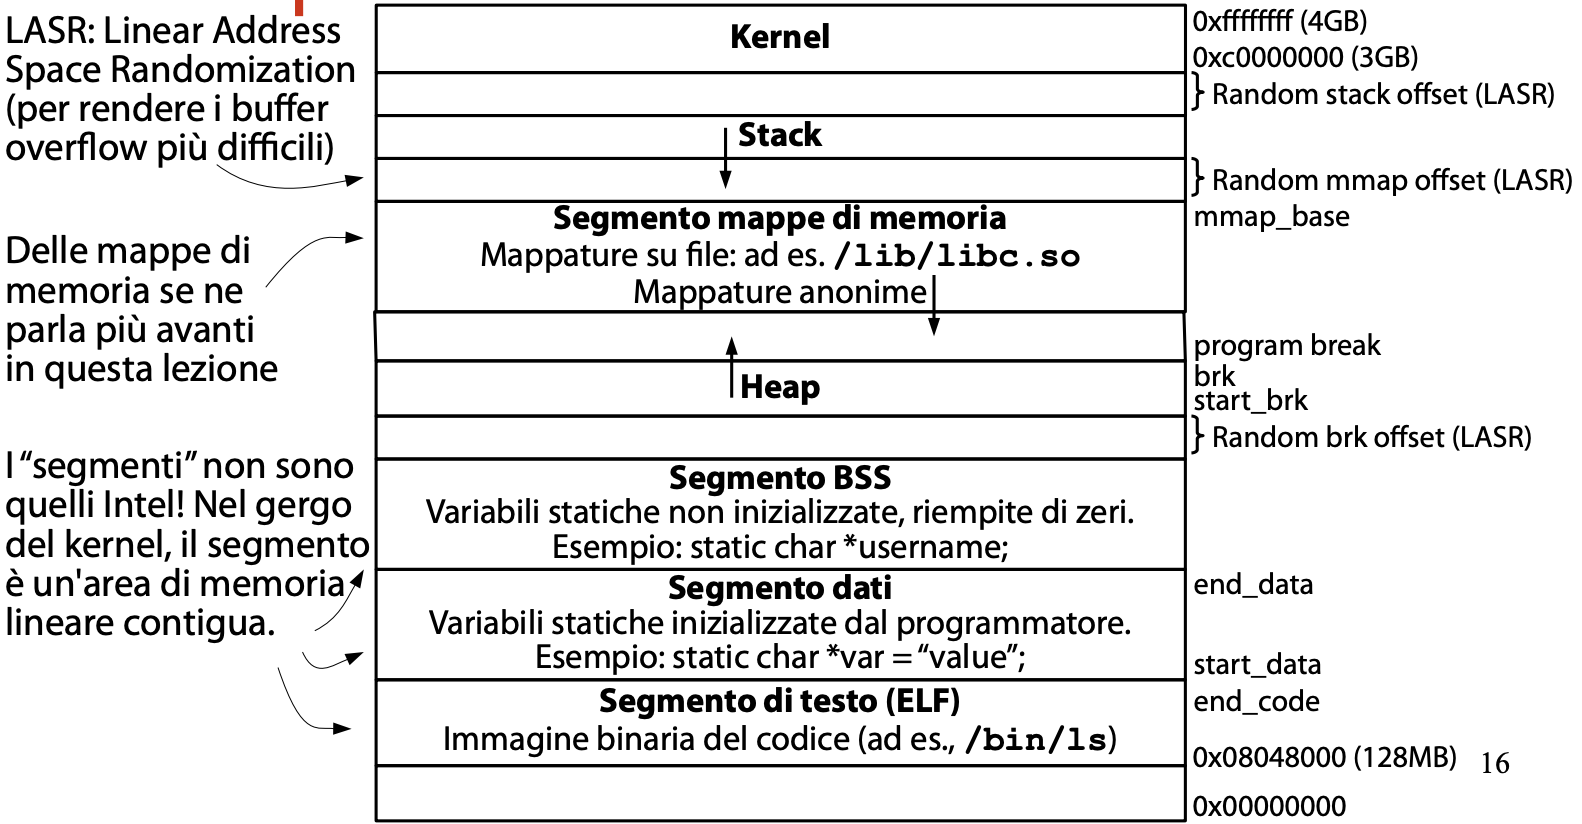 LASR: Linear Address
Space Randomization
(per rendere i buffer
overflow più difficili)
Delle mappe di
memoria se ne
parla più avanti
in questa lezione
I “segmenti” non sono
quelli Intel! Nel gergo
del kernel, il segmento
è un'area di memoria
lineare contigua.
Kernel
Stack
Segmento mappe di memoria
Mappature su file: ad es. /lib/libc.so
Mappature anonime
Heap
Segmento BSS
Variabili statiche non inizializzate, riempite di zeri.
Esempio: static char *username;
Segmento dati
Variabili statiche inizializzate dal programmatore.
Esempio: static char *var = “value”;
Segmento di testo (ELF)
Immagine binaria del codice (ad es., /bin/ls)
0xffffffff (4GB)
0xc0000000 (3GB)
} Random stack offset (LASR)
} Random mmap offset (LASR)
mmap_base
program break
brk
start_brk
} Random brk offset (LASR)
end_data
start_data
end_code
0x08048000 (128MB)
0x00000000
16